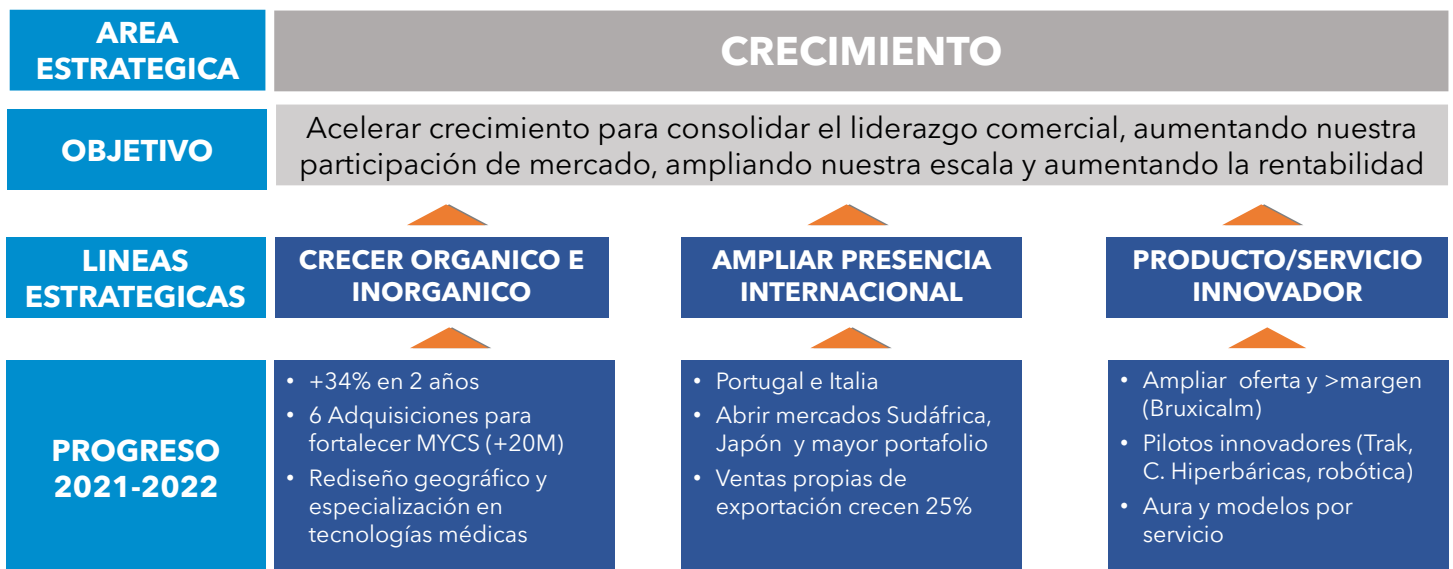 AREA
ESTRATEGICA
CRECIMIENTO
OBJETIVO
Acelerar crecimiento para consolidar el liderazgo comercial, aumentando nuestra
participación de mercado, ampliando nuestra escala y aumentando la rentabilidad
LINEAS
ESTRATEGICAS
CRECER ORGANICO E
INORGANICO
AMPLIAR PRESENCIA
INTERNACIONAL
PRODUCTO/SERVICIO
INNOVADOR
PROGRESO
2021-2022
• +34% en 2 años
• 6 Adquisiciones para
fortalecer MYCS (+20M)
• Rediseño geográfico y
especialización en
tecnologías médicas
• Portugal e Italia
• Abrir mercados Sudáfrica,
Japón y mayor portafolio
• Ventas propias de
exportación crecen 25%
• Ampliar oferta y >margen
(Bruxicalm)
• Pilotos innovadores (Trak,
C. Hiperbáricas, robótica)
• Aura y modelos por
servicio